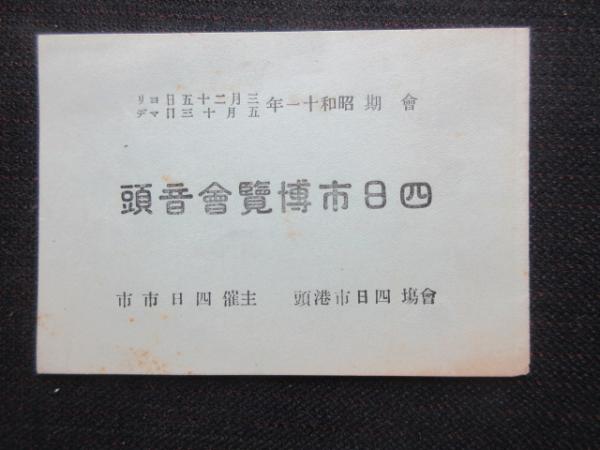 會期 昭和十一年 三月二十五日ヨリ
五月十三日マデ
四日市博覽會音頭
會塲 四日市港頭 主催 四日市市